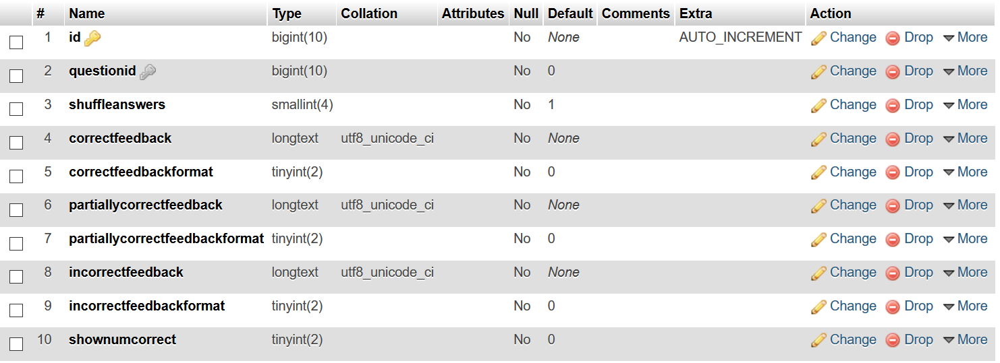 # Name Type Collation Attributes Null Default Comments Extra Action
1 id bigint(10) No None AUTO_INCREMENT Change Drop More
2 questionid bigint(10) No 0 Change Drop More
3 shuffleanswers smallint(4) No 1 Change Drop More
4 correctfeedback longtext utf8_unicode_ci No None Change Drop More
5 correctfeedbackformat tinyint(2) No 0 Change Drop More
6 partiallycorrectfeedback longtext utf8_unicode_ci No None Change Drop More
7 partiallycorrectfeedbackformat tinyint(2) No 0 Change Drop More
8 incorrectfeedback longtext utf8_unicode_ci No None Change Drop More
9 incorrectfeedbackformat tinyint(2) No 0 Change Drop More
10 shownumcorrect tinyint(2) No 0 Change Drop More